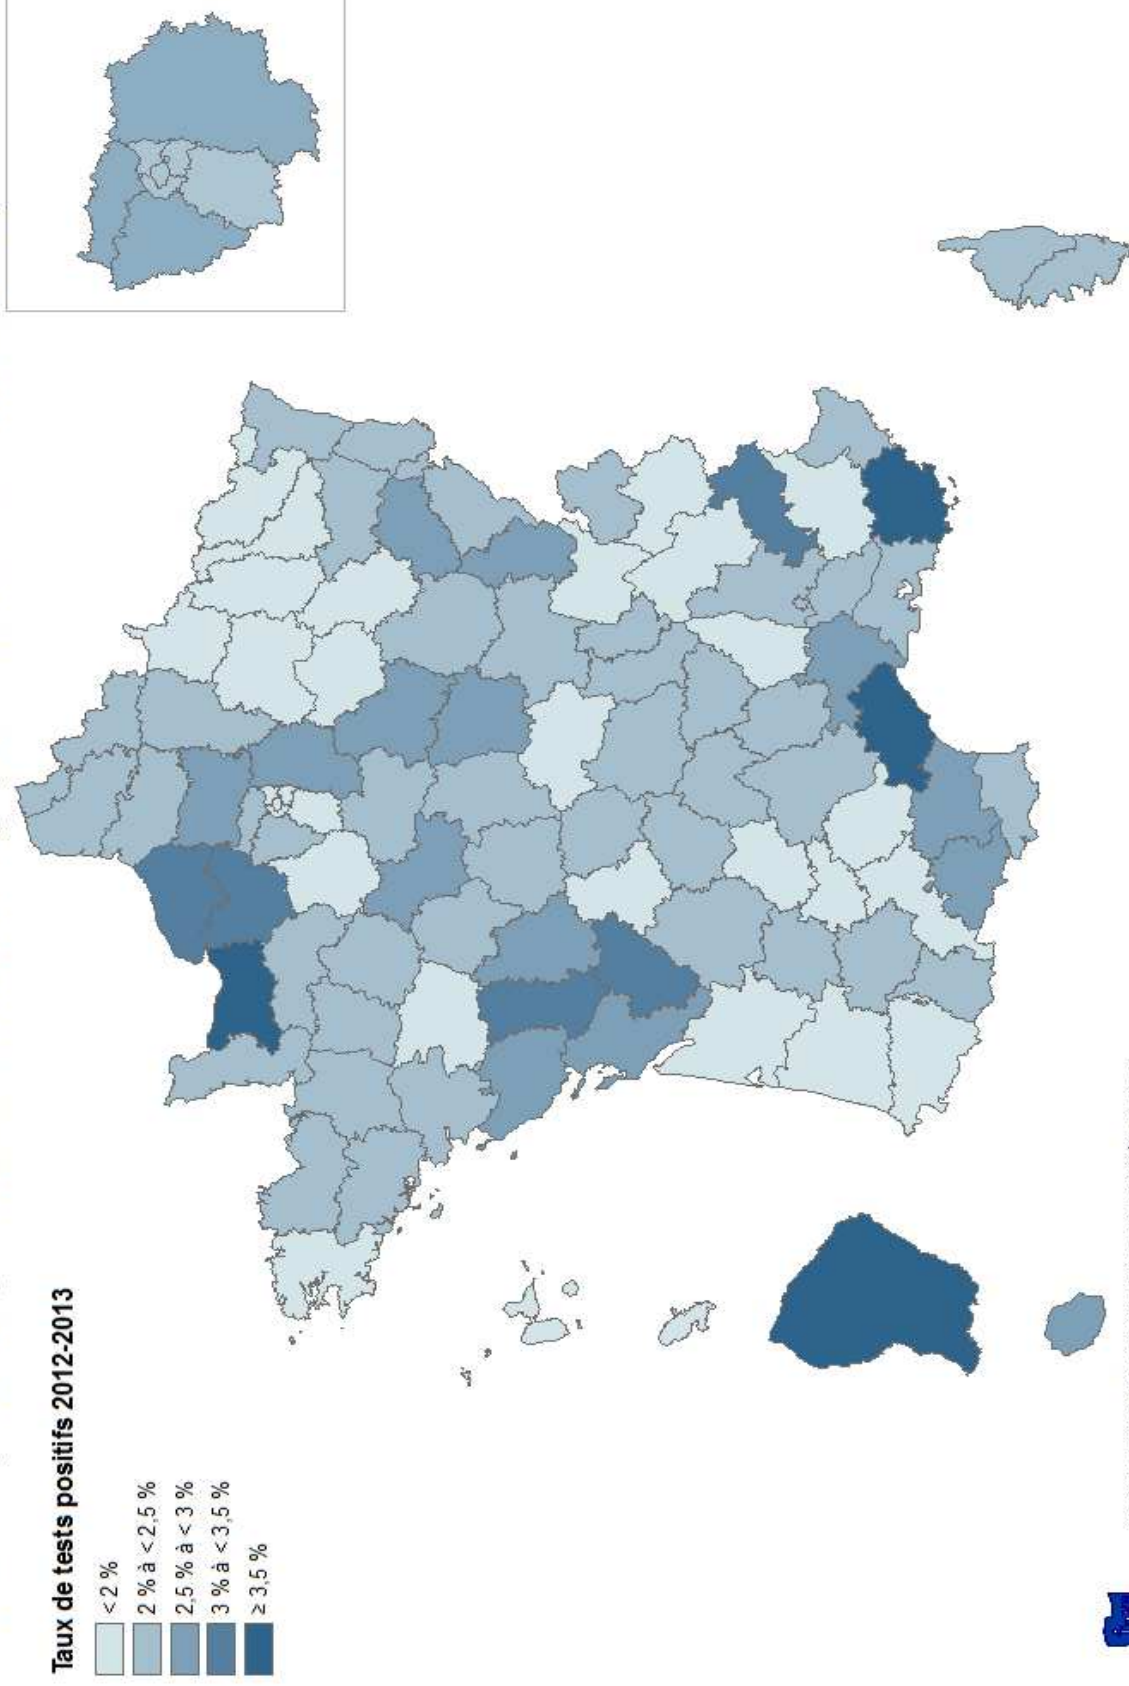 Taux de tests positifs 2012-2013
< 2 %
2 % à < 2,5 %
2,5 % à < 3 %
3 % à < 3,5 %
≥ 3,5 %